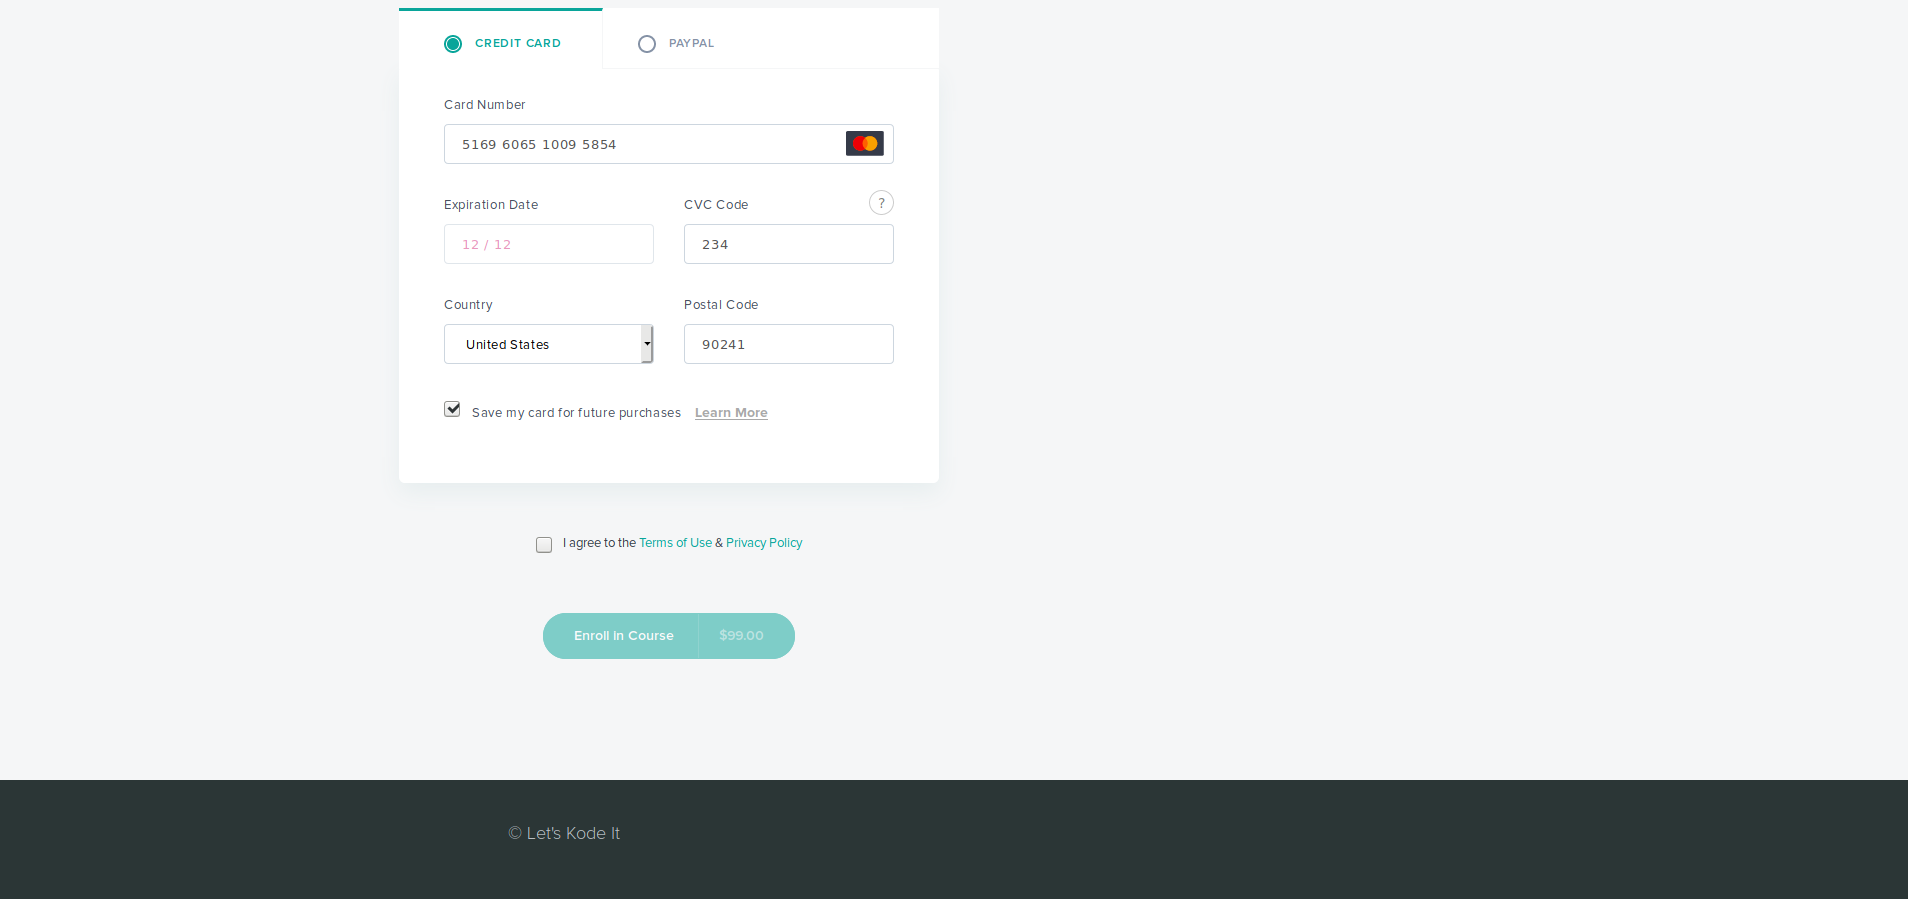 CREDIT CARD PAYPAL
Card Number
5169 6065 1009 5854
Expiration Date CVC Code ?
12 / 12 234
Country Postal Code
United States 90241
Save my card for future purchases Learn More
I agree to the Terms of Use & Privacy Policy
Enroll in Course $99.00
© Let's Kode It